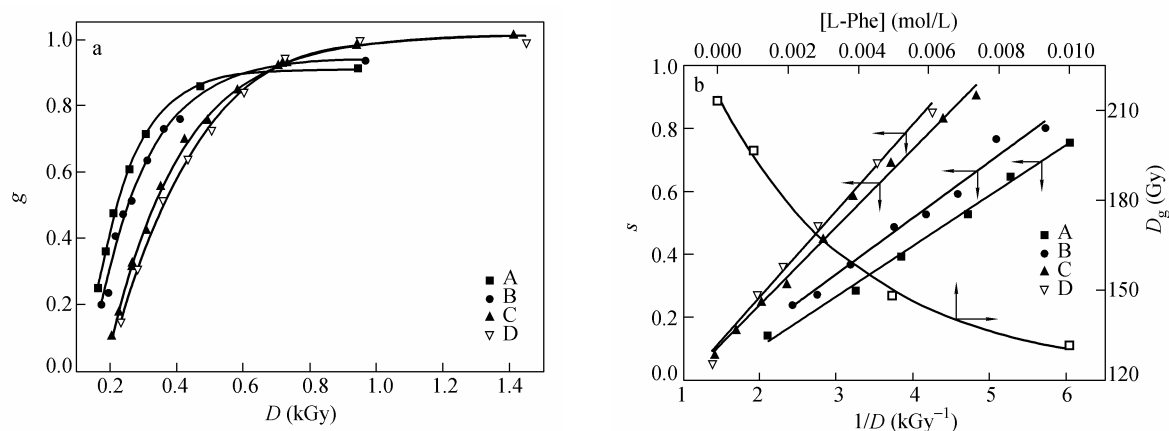 a
g
1.0
0.8
0.6
0.4
0.2
0.0
A
B
C
D
0.2 0.4 0.6 0.8 1.0 1.2 1.4
D (kGy)
[L-Phe] (mol/L)
0.000 0.002 0.004 0.006 0.008 0.010
b
s
1.0
0.8
0.6
0.4
0.2
0.0
210
180
150
120
Dg (Gy)
A
B
C
D
1 2 3 4 5 6
1/D (kGy⁻¹)